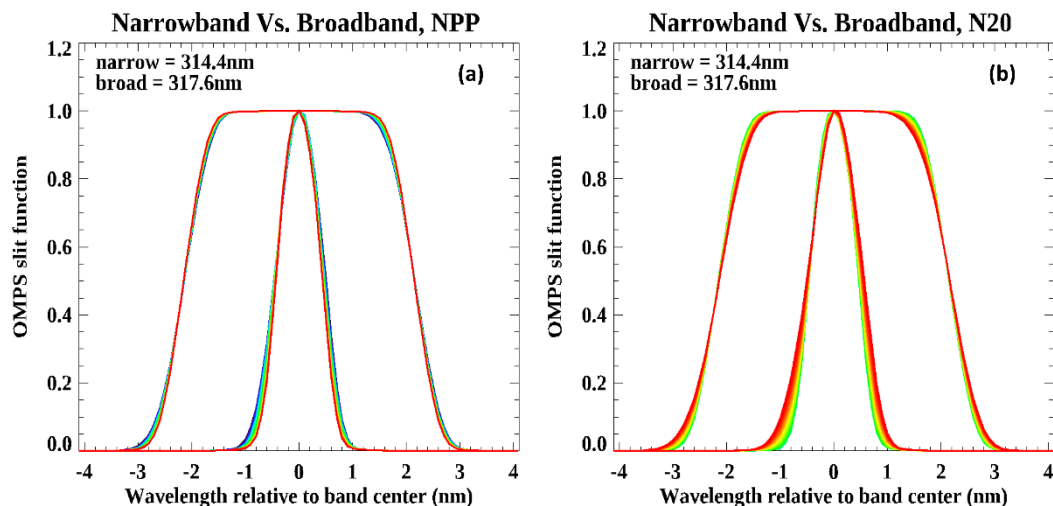 Narrowband Vs. Broadband, NPP
narrow = 314.4nm
broad = 317.6nm
(a)
1.2
1.0
0.8
0.6
0.4
0.2
0.0
OMPS slit function
-4 -3 -2 -1 0 1 2 3 4
Wavelength relative to band center (nm)
Narrowband Vs. Broadband, N20
narrow = 314.4nm
broad = 317.6nm
(b)
1.2
1.0
0.8
0.6
0.4
0.2
0.0
OMPS slit function
-4 -3 -2 -1 0 1 2 3 4
Wavelength relative to band center (nm)